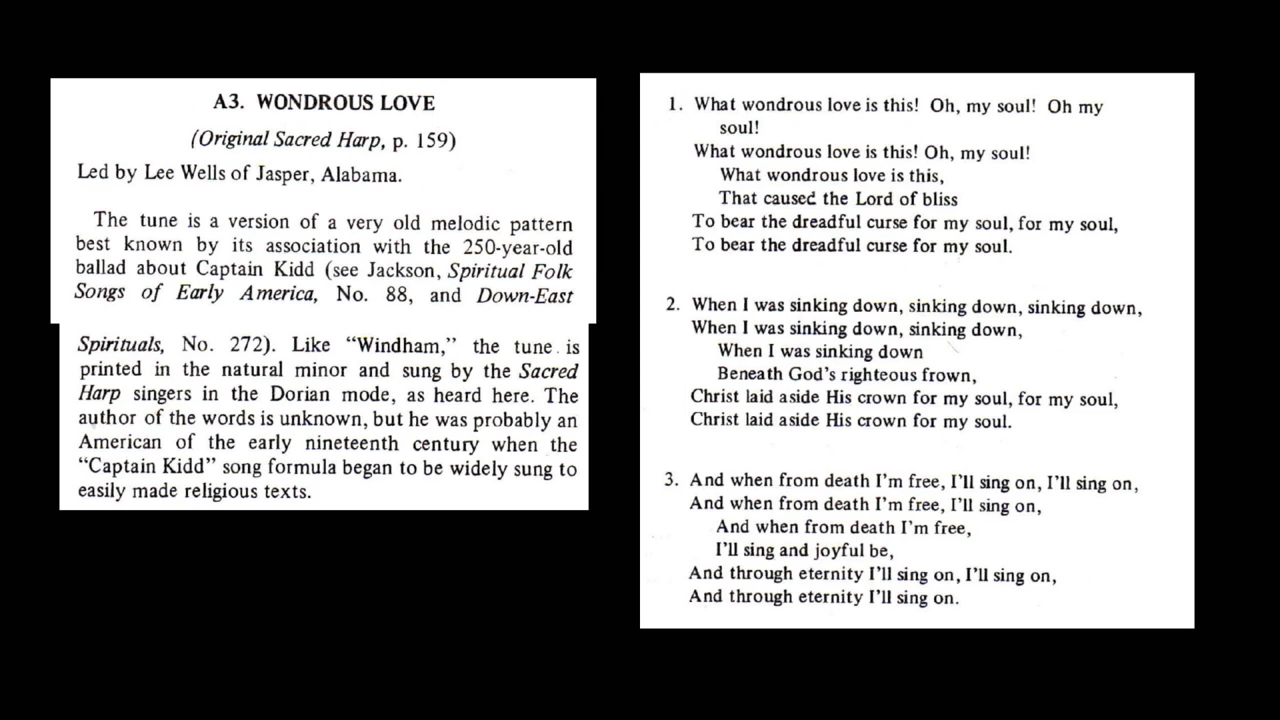 A3. WONDROUS LOVE
(Original Sacred Harp, p. 159)
Led by Lee Wells of Jasper, Alabama.
The tune is a version of a very old melodic pattern
best known by its association with the 250-year-old
ballad about Captain Kidd (see Jackson, Spiritual Folk
Songs of Early America, No. 88, and Down-East
Spirituals, No. 272). Like “Windham,” the tune is
printed in the natural minor and sung by the Sacred
Harp singers in the Dorian mode, as heard here. The
author of the words is unknown, but he was probably an
American of the early nineteenth century when the
“Captain Kidd” song formula began to be widely sung to
easily made religious texts.
1. What wondrous love is this! Oh, my soul! Oh my
soul!
What wondrous love is this! Oh, my soul!
What wondrous love is this,
That caused the Lord of bliss
To bear the dreadful curse for my soul, for my soul,
To bear the dreadful curse for my soul.
2. When I was sinking down, sinking down, sinking down,
When I was sinking down, sinking down,
When I was sinking down
Beneath God’s righteous frown,
Christ laid aside His crown for my soul, for my soul,
Christ laid aside His crown for my soul.
3. And when from death I’m free, I’ll sing on, I’ll sing on,
And when from death I’m free, I’ll sing on,
And when from death I’m free,
I’ll sing and joyful be,
And through eternity I’ll sing on, I’ll sing on,
And through eternity I’ll sing on.